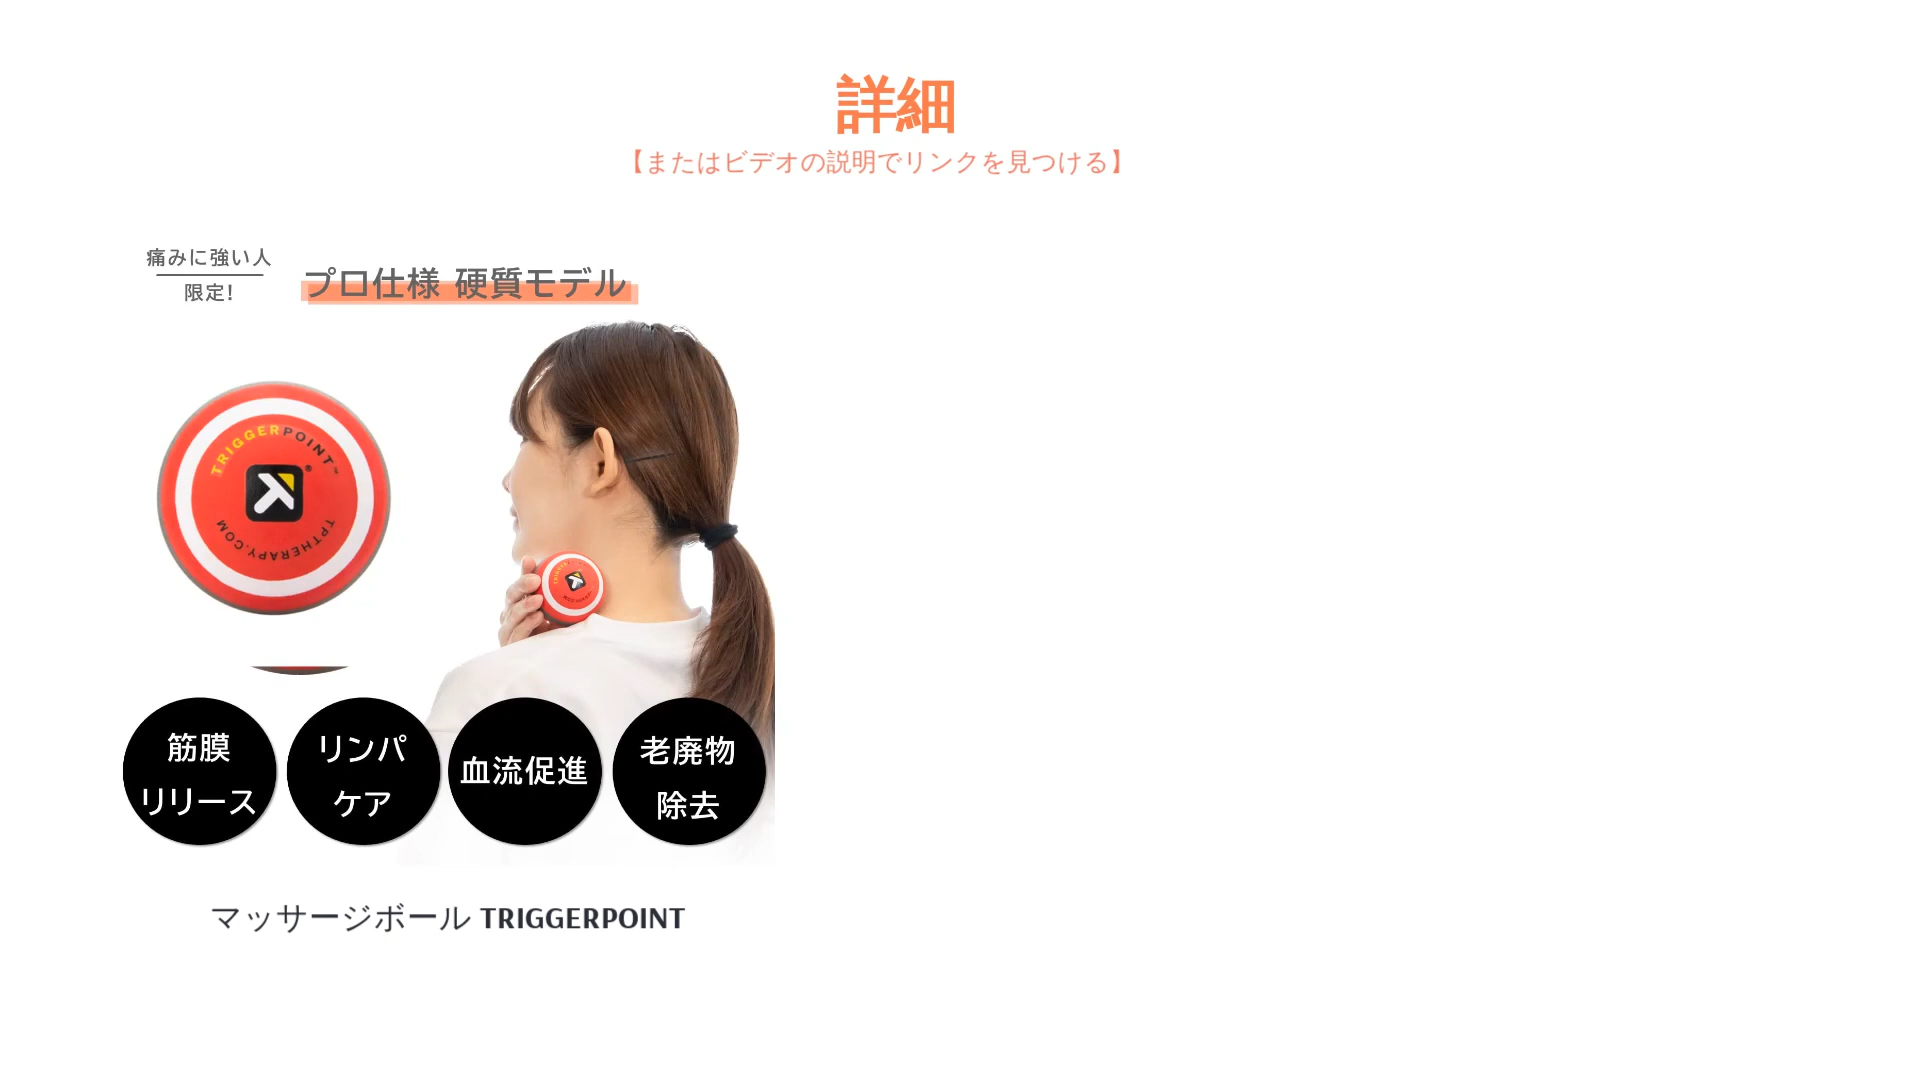 詳細
【またはビデオの説明でリンクを見つける】
痛みに強い人
限定!
プロ仕様 硬質モデル
TRIGGERPOINT™
®
TPTHERAPY.COM
筋膜
リリース
リンパ
ケア
血流促進
老廃物
除去
マッサージボール TRIGGERPOINT